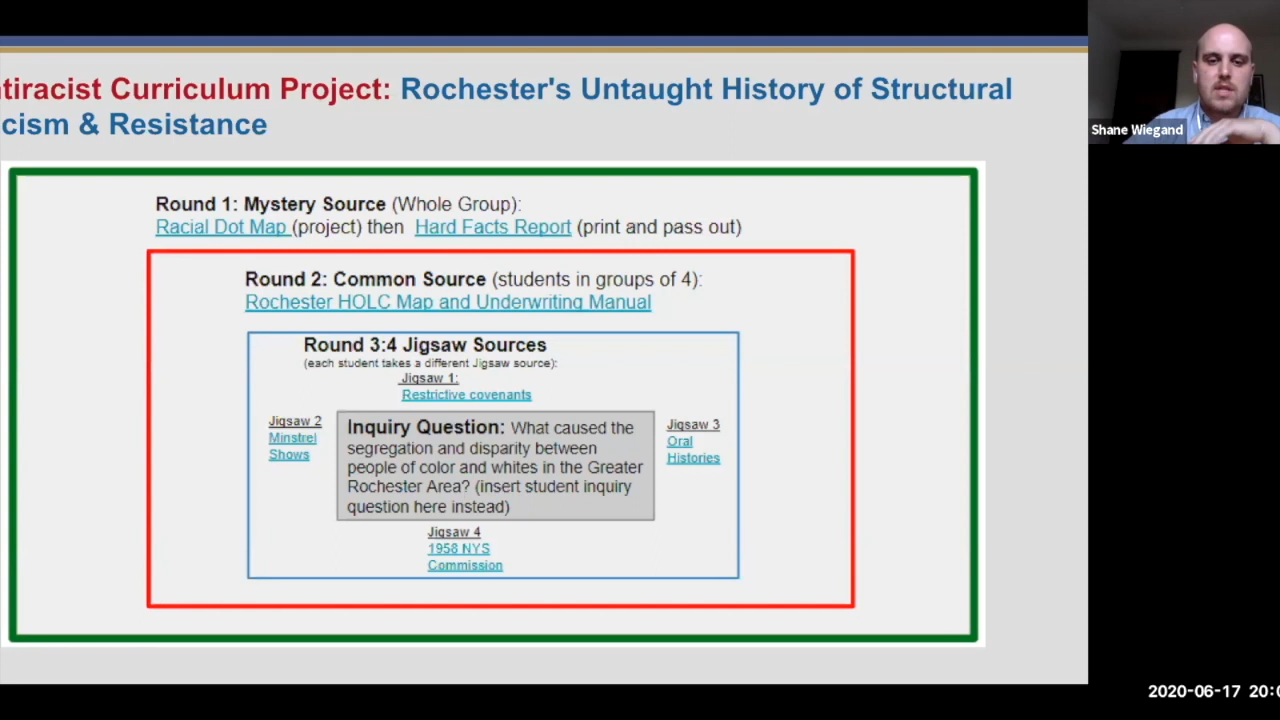 tiracist Curriculum Project: Rochester's Untaught History of Structural
cism & Resistance
Shane Wiegand
Round 1: Mystery Source (Whole Group):
Racial Dot Map (project) then Hard Facts Report (print and pass out)
Round 2: Common Source (students in groups of 4):
Rochester HOLC Map and Underwriting Manual
Round 3:4 Jigsaw Sources
(each student takes a different Jigsaw source):
Jigsaw 1:
Restrictive covenants
Jigsaw 2
Minstrel
Shows
Inquiry Question: What caused the
segregation and disparity between
people of color and whites in the Greater
Rochester Area? (insert student inquiry
question here instead)
Jigsaw 3
Oral
Histories
Jigsaw 4
1958 NYS
Commission
2020-06-17 20:0